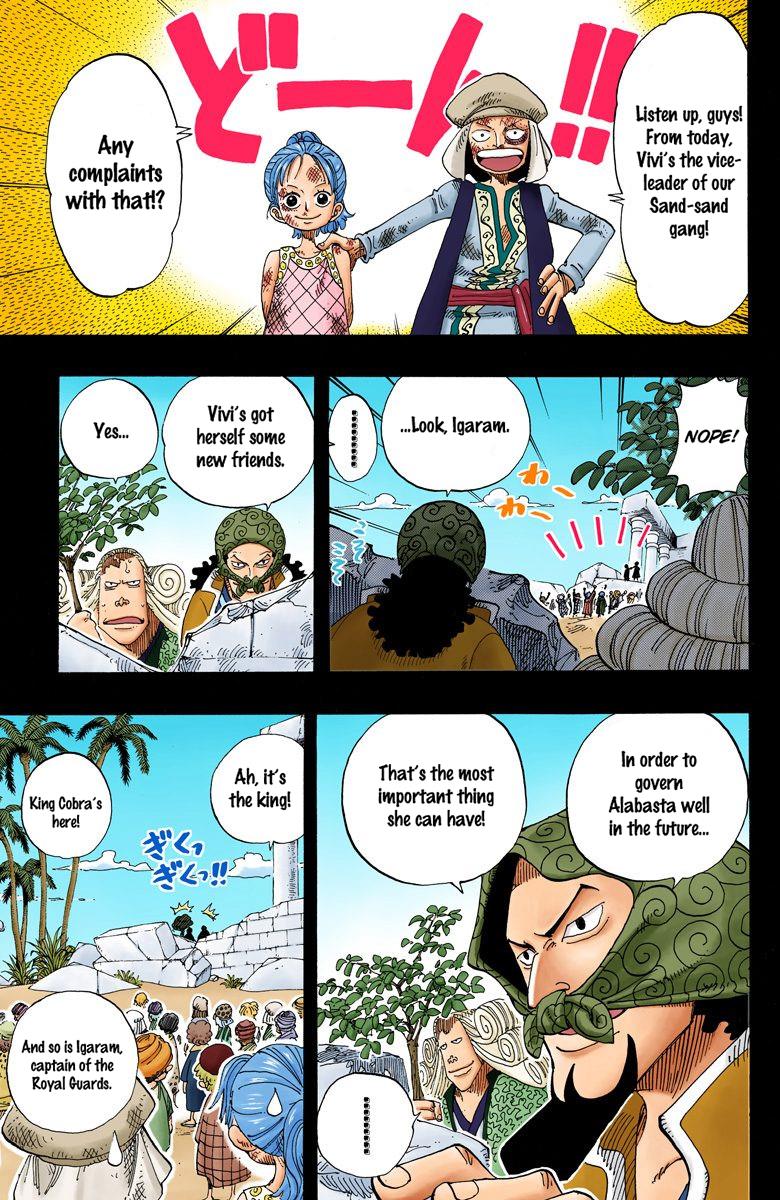 どーん!!
Listen up, guys!
From today,
Vivi's the vice-
leader of our
Sand-sand
gang!
Any
complaints
with that!?
NOPE!
...Look, Igaram.
わー
わー
Vivi's got
herself some
new friends.
Yes...
In order to
govern
Alabasta well
in the future...
That's the most
important thing
she can have!
Ah, it's
the king!
King Cobra's
here!
ぎくっ
ぎくっ!!
And so is Igaram,
captain of the
Royal Guards.